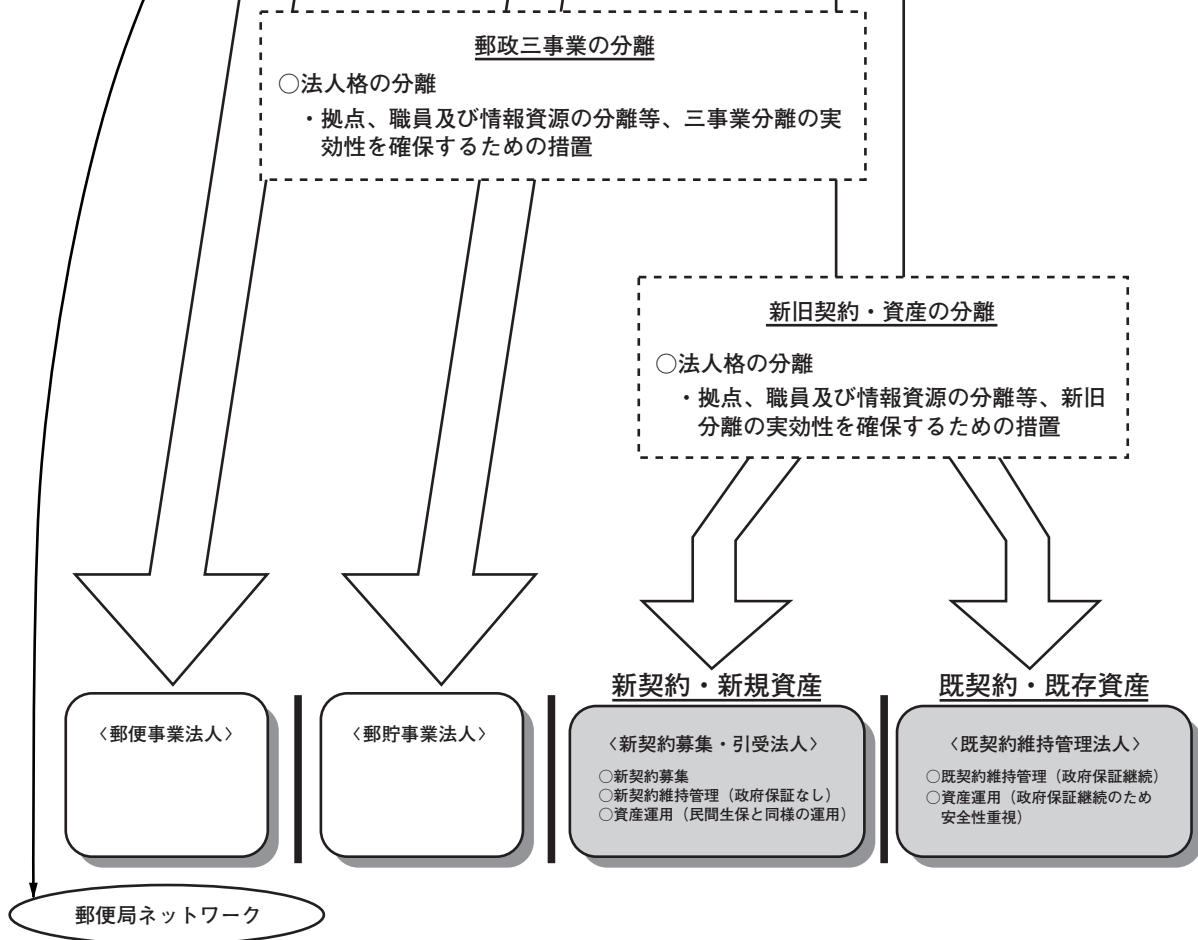 郵政三事業の分離
○法人格の分離
・拠点、職員及び情報資源の分離等、三事業分離の実
効性を確保するための措置
新旧契約・資産の分離
○法人格の分離
・拠点、職員及び情報資源の分離等、新旧
分離の実効性を確保するための措置
新契約・新規資産
既契約・既存資産
〈郵便事業法人〉
〈郵貯事業法人〉
〈新契約募集・引受法人〉
○新契約募集
○新契約維持管理（政府保証なし）
○資産運用（民間生保と同様の運用）
〈既契約維持管理法人〉
○既契約維持管理（政府保証継続）
○資産運用（政府保証継続のため
安全性重視）
郵便局ネットワーク